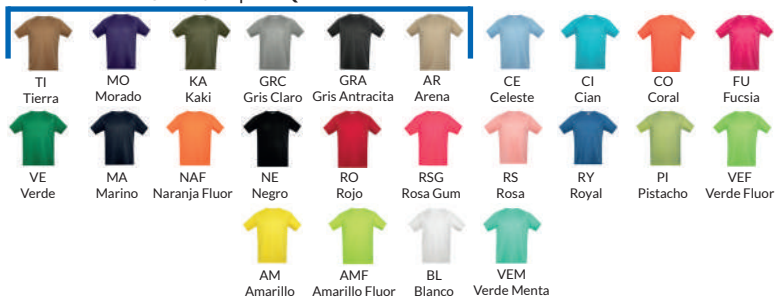 TI MO KA GRC GRA AR CE CI CO FU
Tierra Morado Kaki Gris Claro Gris Antracita Arena Celeste Cian Coral Fucsia
VE MA NAF NE RO RSG RS RY PI VEF
Verde Marino Naranja Fluor Negro Rojo Rosa Gum Rosa Royal Pistacho Verde Fluor
AM AMF BL VEM
Amarillo Amarillo Fluor Blanco Verde Menta